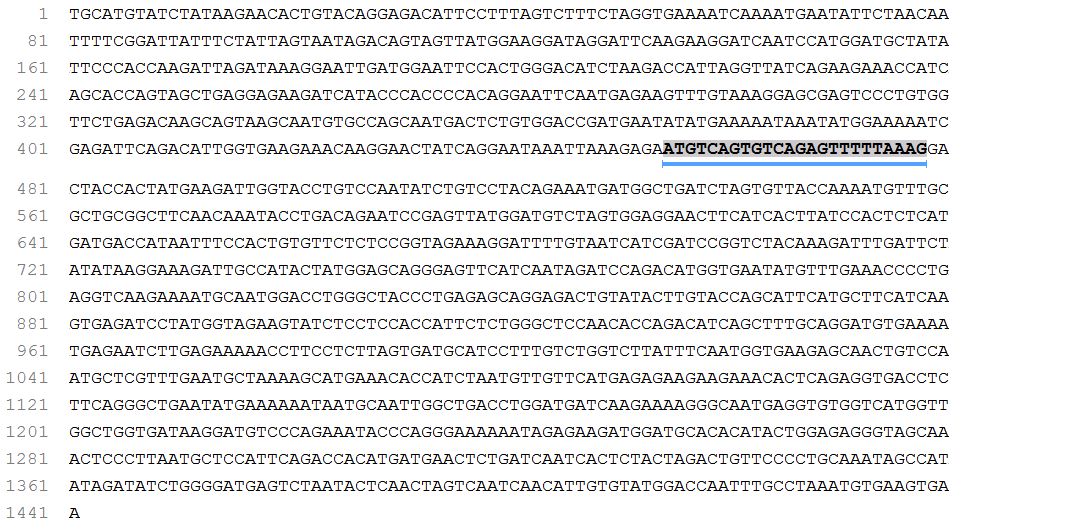 1 TGCATGTATCTATAAGAACACTGTACAGGAGACATTCCTTTAGTCTTTCTAGGTGAAAATCAAAATGAATATTCTAACAA
81 TTTTCGGATTATTTCTATTAGTAATAGACAGTAGTTATGGAAGGATAGGATTCAAGAAGGATCAATCCATGGATGCTATA
161 TTCCCACCAAGATTAGATAAAGGAATTGATGGAATTCCACTGGGACATCTAAGACCATTAGGTTATCAGAAGAAACCATC
241 AGCACCAGTAGCTGAGGAGAAGATCATACCCACCCCACAGGAATTCAATGAGAAGTTTGTAAAGGAGCGAGTCCCTGTGG
321 TTCTGAGACAAGCAGTAAGCAATGTGCCAGCAATGACTCTGTGGACCGATGAATATATGAAAAATAAATATGGAAAAATC
401 GAGATTCAGACATTGGTGAAGAAACAAGGAACTATCAGGAATAAATTAAAGAGAATGTCAGTGTCAGAGTTTTTAAAGGA
481 CTACCACTATGAAGATTGGTACCTGTCCAATATCTGTCCTACAGAAATGATGGCTGATCTAGTGTTACCAAAATGTTTGC
561 GCTGCGGCTTCAACAAATACCTGACAGAATCCGAGTTATGGATGTCTAGTGGAGGAACTTCATCACTTATCCACTCTCAT
641 GATGACCATAATTTCCACTGTGTTCTCTCCGGTAGAAAGGATTTTGTAATCATCGATCCGGTCTACAAAGATTTGATTCT
721 ATATAAGGAAAGATTGCCATACTATGGAGCAGGGAGTTCATCAATAGATCCAGACATGGTGAATATGTTTGAAACCCCTG
801 AGGTCAAGAAAATGCAATGGACCTGGGCTACCCTGAGAGCAGGAGACTGTATACTTGTACCAGCATTCATGCTTCATCAA
881 GTGAGATCCTATGGTAGAAGTATCTCCTCCACCATTCTCTGGGCTCCAACACCAGACATCAGCTTTGCAGGATGTGAAAA
961 TGAGAATCTTGAGAAAAACCTTCCTCTTAGTGATGCATCCTTTGTCTGGTCTTATTTCAATGGTGAAGAGCAACTGTCCA
1041 ATGCTCGTTTGAATGCTAAAAGCATGAAACACCATCTAATGTTGTTCATGAGAGAAGAAGAAACACTCAGAGGTGACCTC
1121 TTCAGGGCTGAATATGAAAAAATAATGCAATTGGCTGACCTGGATGATCAAGAAAAGGGCAATGAGGTGTGGTCATGGTT
1201 GGCTGGTGATAAGGATGTCCCAGAAATACCCAGGGAAAAAATAGAGAAGATGGATGCACACATACTGGAGAGGGTAGCAA
1281 ACTCCCTTAATGCTCCATTCAGACCACATGATGAACTCTGATCAATCACTCTACTAGACTGTTCCCCTGCAAATAGCCAT
1361 ATAGATATCTGGGGATGAGTCTAATACTCAACTAGTCAATCAACATTGTGTATGGACCAATTTGCCTAAATGTGAAGTGA
1441 A